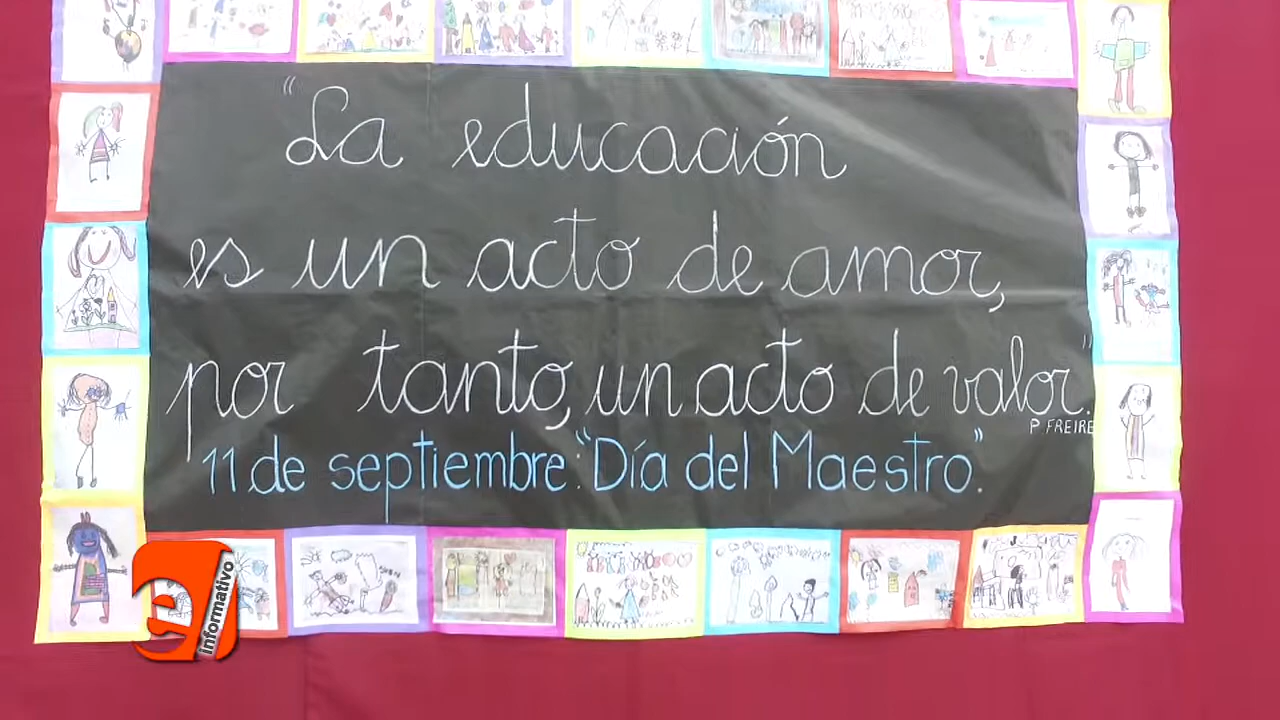 "La educación
es un acto de amor,
por tanto, un acto de valor."
P. FREIRE
11 de septiembre: "Día del Maestro".
informativo